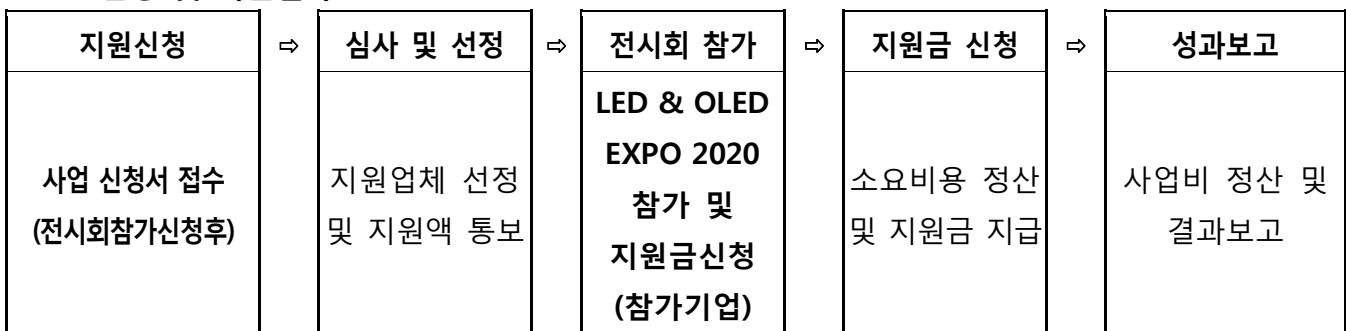 지원신청 ⇨ 심사 및 선정 ⇨ 전시회 참가 ⇨ 지원금 신청 ⇨ 성과보고
사업 신청서 접수
(전시회참가신청후)
지원업체 선정
및 지원액 통보
LED & OLED
EXPO 2020
참가 및
지원금신청
(참가기업)
소요비용 정산
및 지원금 지급
사업비 정산 및
결과보고